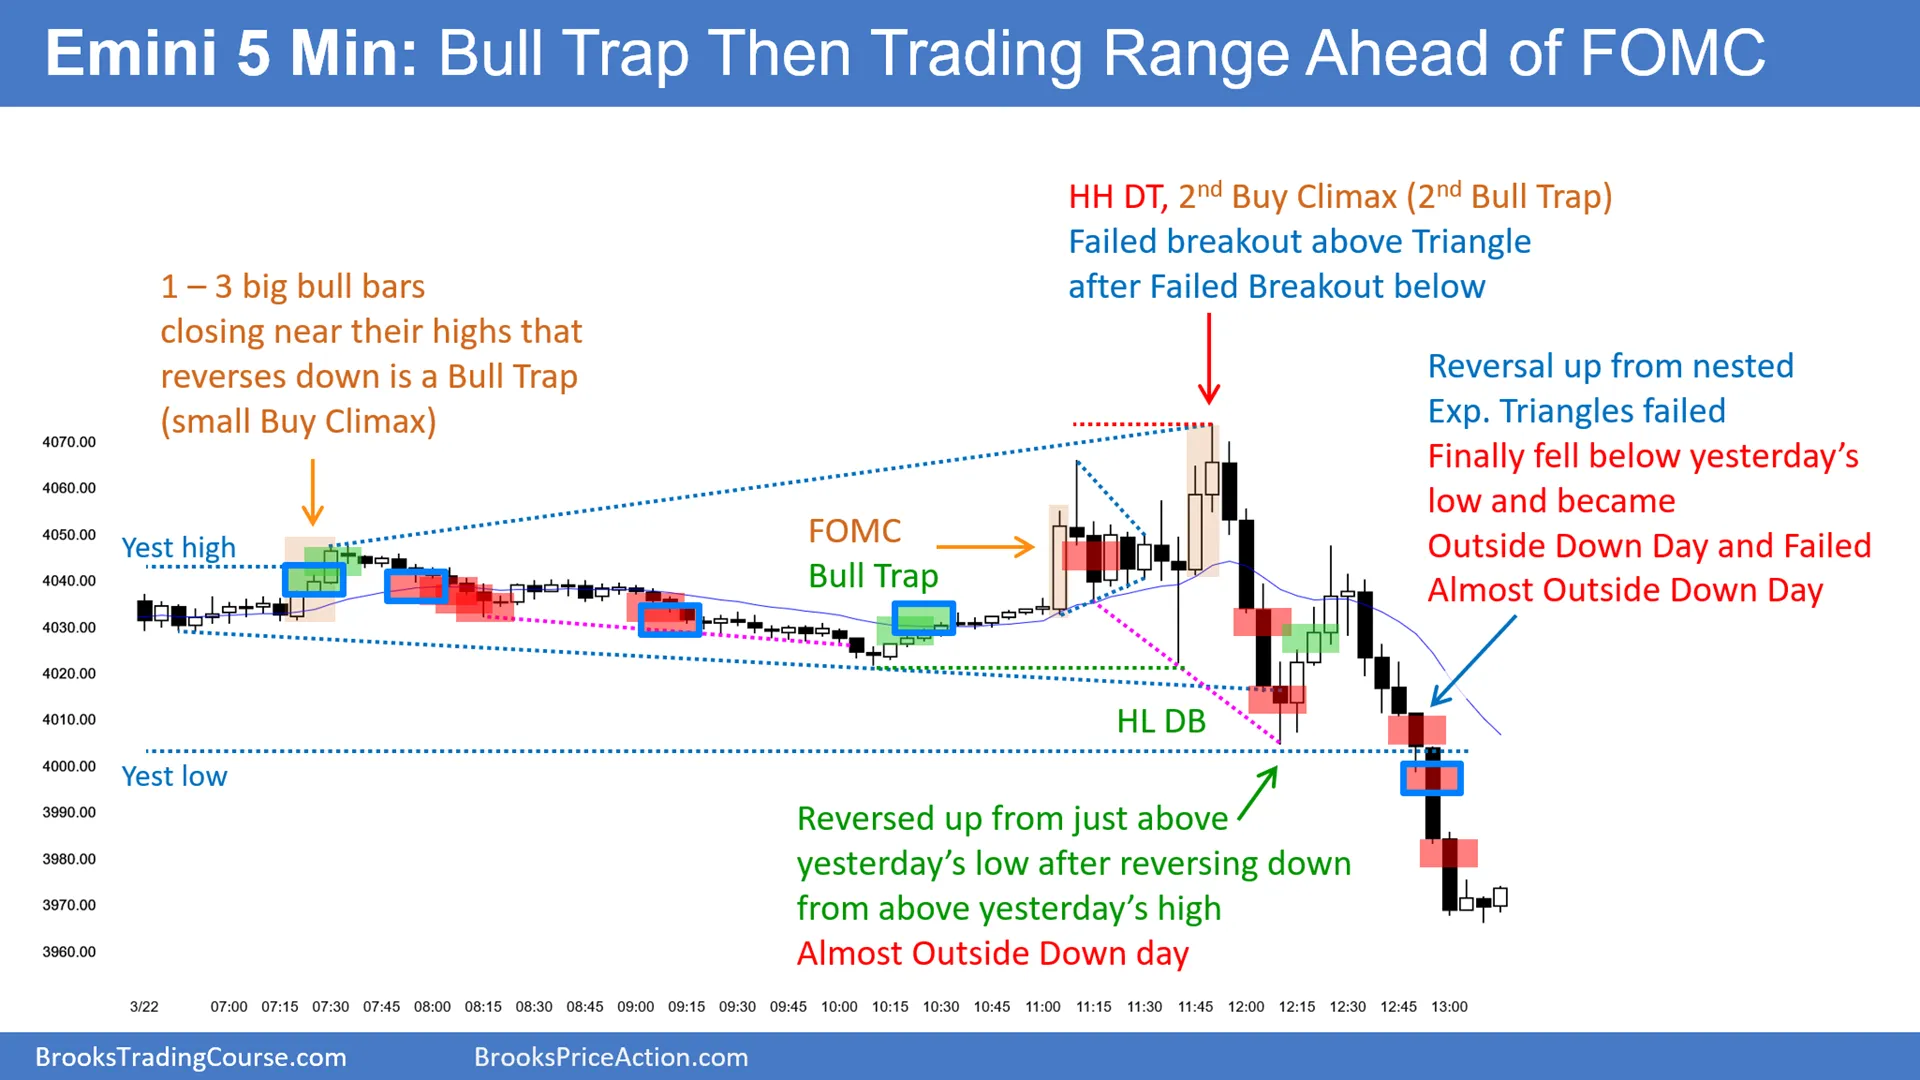 Emini 5 Min: Bull Trap Then Trading Range Ahead of FOMC
HH DT, 2nd Buy Climax (2nd Bull Trap)
Failed breakout above Triangle
after Failed Breakout below
1 – 3 big bull bars
closing near their highs that
reverses down is a Bull Trap
(small Buy Climax)
Reversal up from nested
Exp. Triangles failed
Finally fell below yesterday's
low and became
Outside Down Day and Failed
Almost Outside Down Day
FOMC
Bull Trap
Yest high
HL DB
Yest low
Reversed up from just above
yesterday's low after reversing down
from above yesterday's high
Almost Outside Down day
4070.00
4060.00
4050.00
4040.00
4030.00
4020.00
4010.00
4000.00
3990.00
3980.00
3970.00
3960.00
3/22 07:00 07:15 07:30 07:45 08:00 08:15 08:30 08:45 09:00 09:15 09:30 09:45 10:00 10:15 10:30 10:45 11:00 11:15 11:30 11:45 12:00 12:15 12:30 12:45 13:00
BrooksTradingCourse.com BrooksPriceAction.com